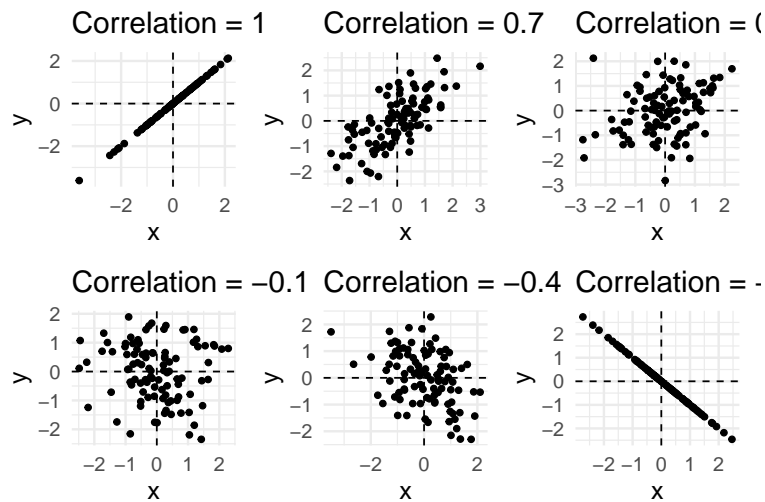 Correlation = 1
y
2
0
−2
−2 0 2
x
Correlation = 0.7
y
2
1
0
−1
−2
−2 −1 0 1 2 3
x
Correlation =
y
2
1
0
−1
−2
−3
−3 −2 −1 0 1 2
x
Correlation = −0.1
y
2
1
0
−1
−2
−2 −1 0 1 2
x
Correlation = −0.4
y
2
1
0
−1
−2
−2 0 2
x
Correlation = −
y
2
1
0
−1
−2
−2 −1 0 1 2
x